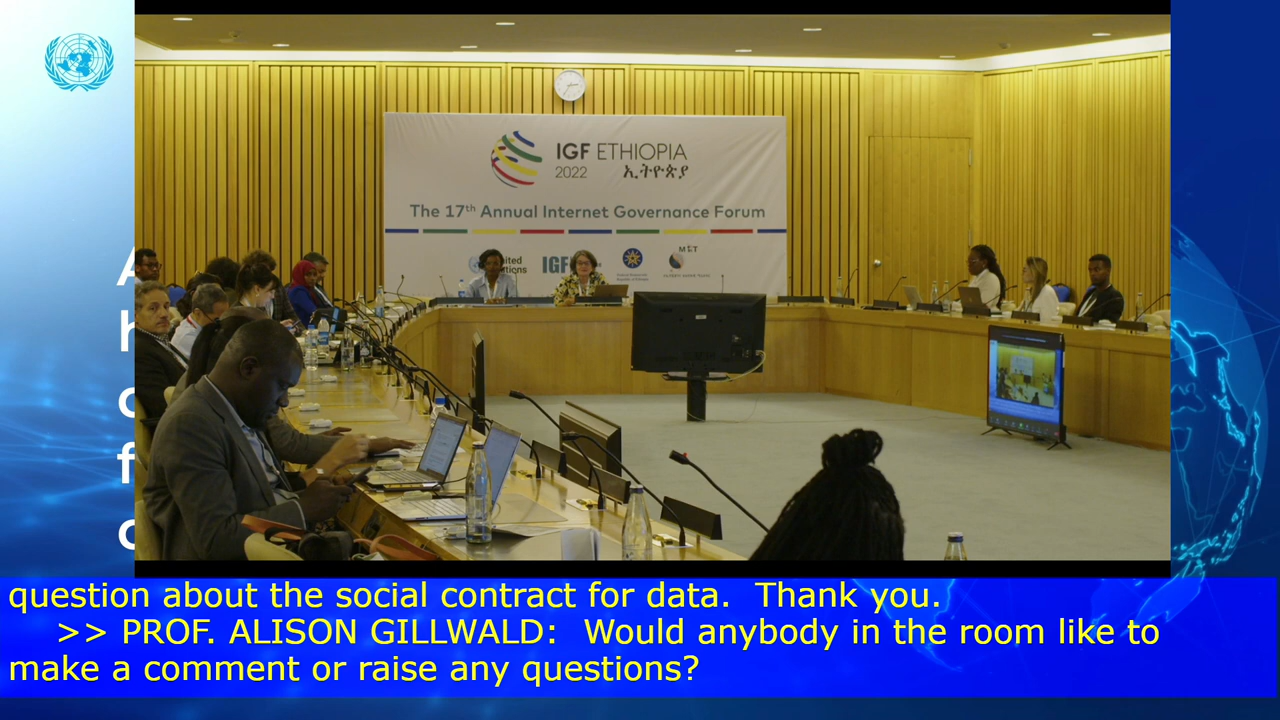 IGF ETHIOPIA
2022 ኢትዮጵያ
The 17th Annual Internet Governance Forum
IGF
question about the social contract for data. Thank you.
>> PROF. ALISON GILLWALD: Would anybody in the room like to
make a comment or raise any questions?